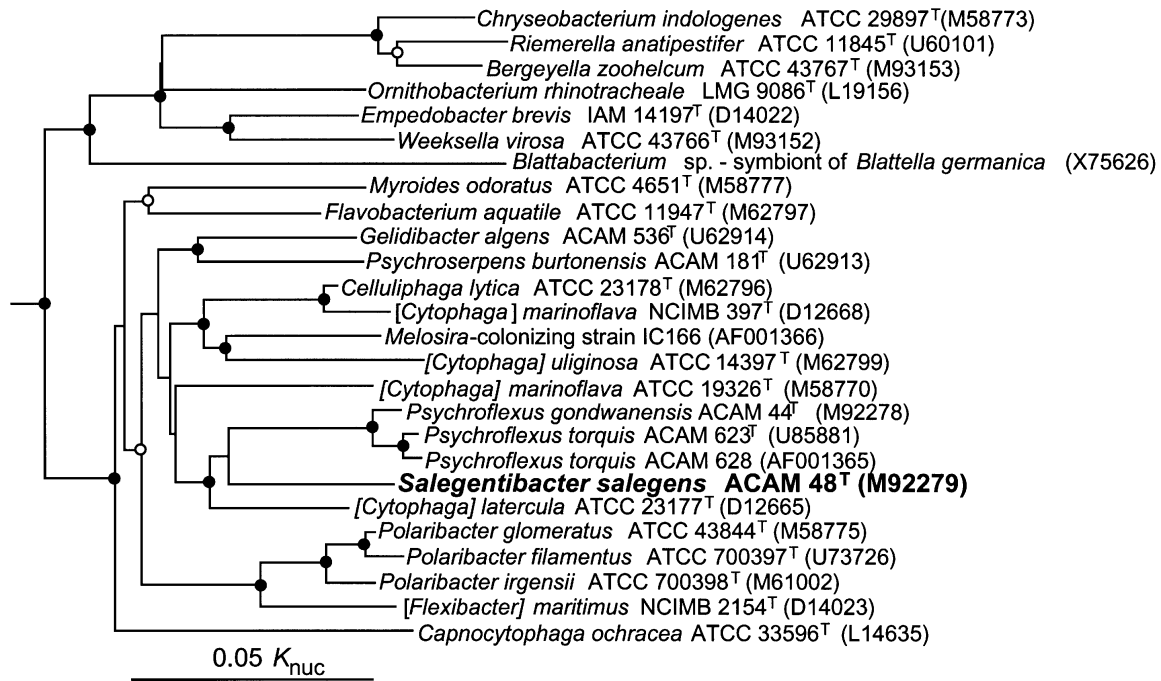 Chryseobacterium indologenes ATCC 29897ᵀ(M58773)
Riemerella anatipestifer ATCC 11845ᵀ (U60101)
Bergeyella zoohelcum ATCC 43767ᵀ (M93153)
Ornithobacterium rhinotracheale LMG 9086ᵀ (L19156)
Empedobacter brevis IAM 14197ᵀ (D14022)
Weeksella virosa ATCC 43766ᵀ (M93152)
Blattabacterium sp. - symbiont of Blattella germanica (X75626)
Myroides odoratus ATCC 4651ᵀ (M58777)
Flavobacterium aquatile ATCC 11947ᵀ (M62797)
Gelidibacter algens ACAM 536ᵀ (U62914)
Psychroserpens burtonensis ACAM 181ᵀ (U62913)
Celluliphaga lytica ATCC 23178ᵀ (M62796)
[Cytophaga] marinoflava NCIMB 397ᵀ (D12668)
Melosira-colonizing strain IC166 (AF001366)
[Cytophaga] uliginosa ATCC 14397ᵀ (M62799)
[Cytophaga] marinoflava ATCC 19326ᵀ (M58770)
Psychroflexus gondwanensis ACAM 44ᵀ (M92278)
Psychroflexus torquis ACAM 623ᵀ (U85881)
Psychroflexus torquis ACAM 628 (AF001365)
Salegentibacter salegens ACAM 48ᵀ (M92279)
[Cytophaga] latercula ATCC 23177ᵀ (D12665)
Polaribacter glomeratus ATCC 43844ᵀ (M58775)
Polaribacter filamentus ATCC 700397ᵀ (U73726)
Polaribacter irgensii ATCC 700398ᵀ (M61002)
[Flexibacter] maritimus NCIMB 2154ᵀ (D14023)
Capnocytophaga ochracea ATCC 33596ᵀ (L14635)
0.05 Knuc